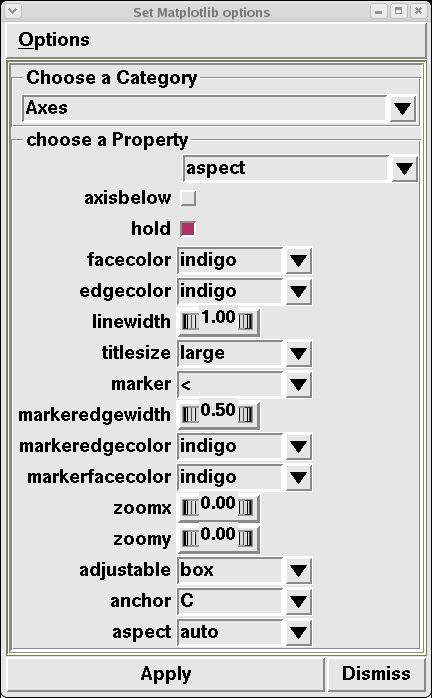 Set Matplotlib options
Options
Choose a Category
Axes
choose a Property
aspect
axisbelow
hold
facecolor indigo
edgecolor indigo
linewidth 1.00
titlesize large
marker <
markeredgewidth 0.50
markeredgecolor indigo
markerfacecolor indigo
zoomx 0.00
zoomy 0.00
adjustable box
anchor C
aspect auto
Apply Dismiss